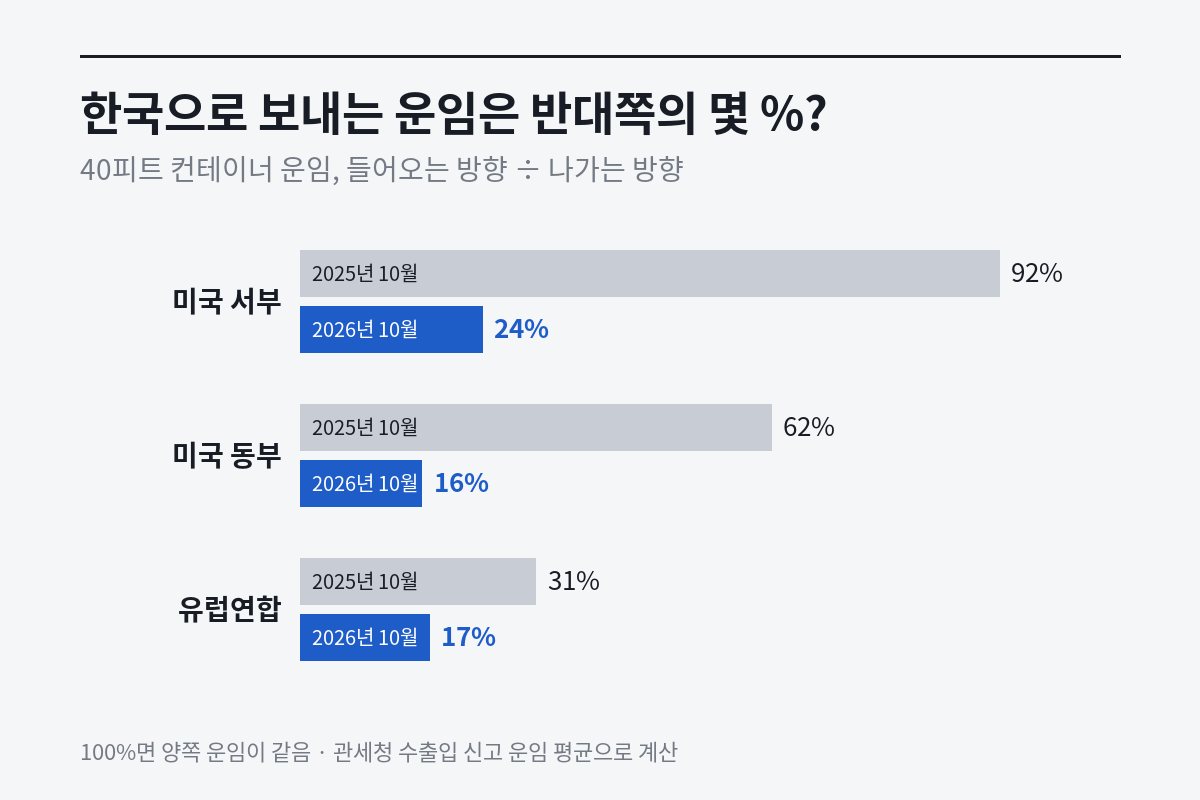 한국으로 보내는 운임은 반대쪽의 몇 %?
40피트 컨테이너 운임, 들어오는 방향 ÷ 나가는 방향
미국 서부
2025년 10월
92%
2026년 10월
24%
미국 동부
2025년 10월
62%
2026년 10월
16%
유럽연합
2025년 10월
31%
2026년 10월
17%
100%면 양쪽 운임이 같음 · 관세청 수출입 신고 운임 평균으로 계산